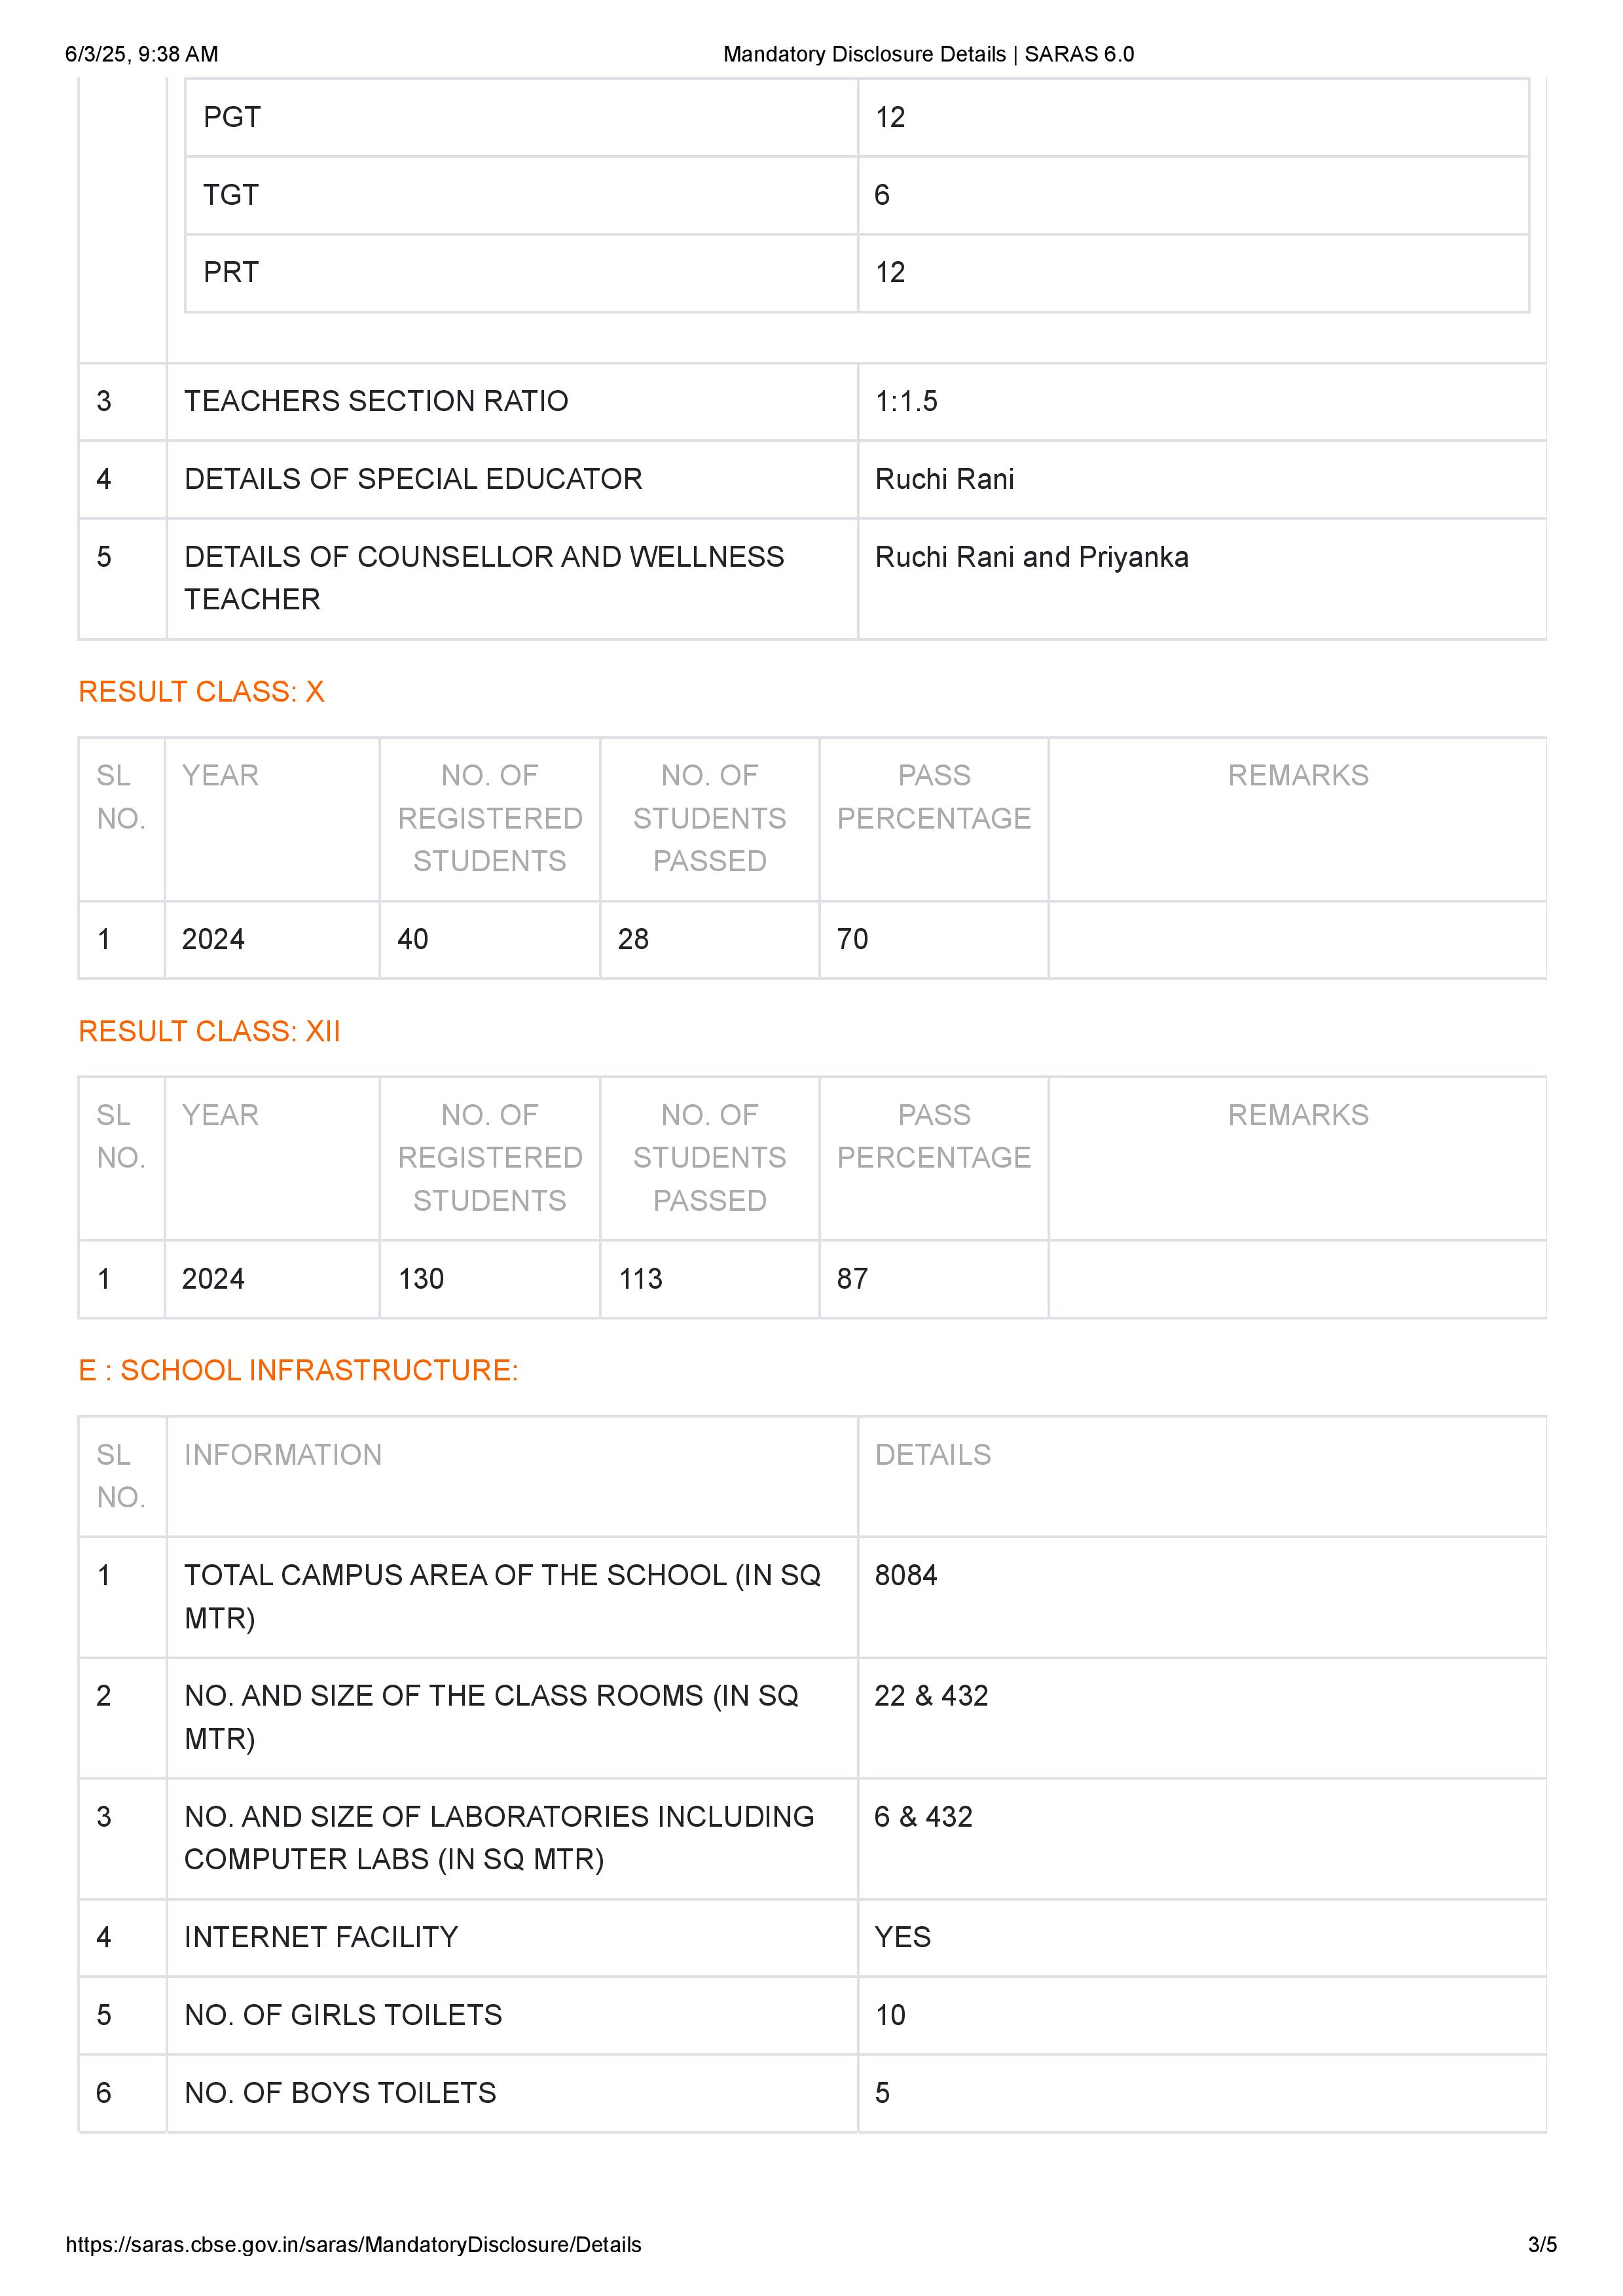 6/3/25, 9:38 AM Mandatory Disclosure Details | SARAS 6.0
PGT 12
TGT 6
PRT 12
3 TEACHERS SECTION RATIO 1:1.5
4 DETAILS OF SPECIAL EDUCATOR Ruchi Rani
5 DETAILS OF COUNSELLOR AND WELLNESS Ruchi Rani and Priyanka
TEACHER
RESULT CLASS: X
SL YEAR NO. OF NO. OF PASS REMARKS
NO. REGISTERED STUDENTS PERCENTAGE
STUDENTS PASSED
1 2024 40 28 70
RESULT CLASS: XII
SL YEAR NO. OF NO. OF PASS REMARKS
NO. REGISTERED STUDENTS PERCENTAGE
STUDENTS PASSED
1 2024 130 113 87
E : SCHOOL INFRASTRUCTURE:
SL INFORMATION DETAILS
NO.
1 TOTAL CAMPUS AREA OF THE SCHOOL (IN SQ 8084
MTR)
2 NO. AND SIZE OF THE CLASS ROOMS (IN SQ 22 & 432
MTR)
3 NO. AND SIZE OF LABORATORIES INCLUDING 6 & 432
COMPUTER LABS (IN SQ MTR)
4 INTERNET FACILITY YES
5 NO. OF GIRLS TOILETS 10
6 NO. OF BOYS TOILETS 5
https://saras.cbse.gov.in/saras/MandatoryDisclosure/Details 3/5